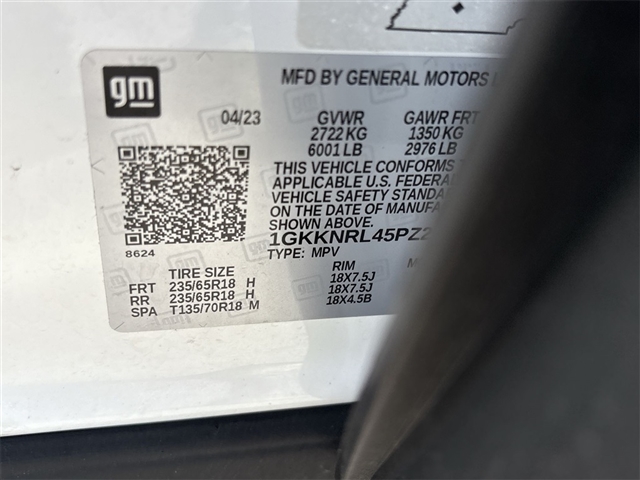 gm
MFD BY GENERAL MOTORS
04/23 GVWR GAWR FRT
2722 KG 1350 KG
6001 LB 2976 LB
THIS VEHICLE CONFORMS
APPLICABLE U.S. FEDERAL
VEHICLE SAFETY
ON THE DATE OF
SHOWN ABOVE.
1GKKNRL45PZ2
8624 TYPE: MPV
TIRE SIZE RIM
FRT 235/65R18 H 18X7.5J
RR 235/65R18 H 18X7.5J
SPA T135/70R18 M 18X4.5B